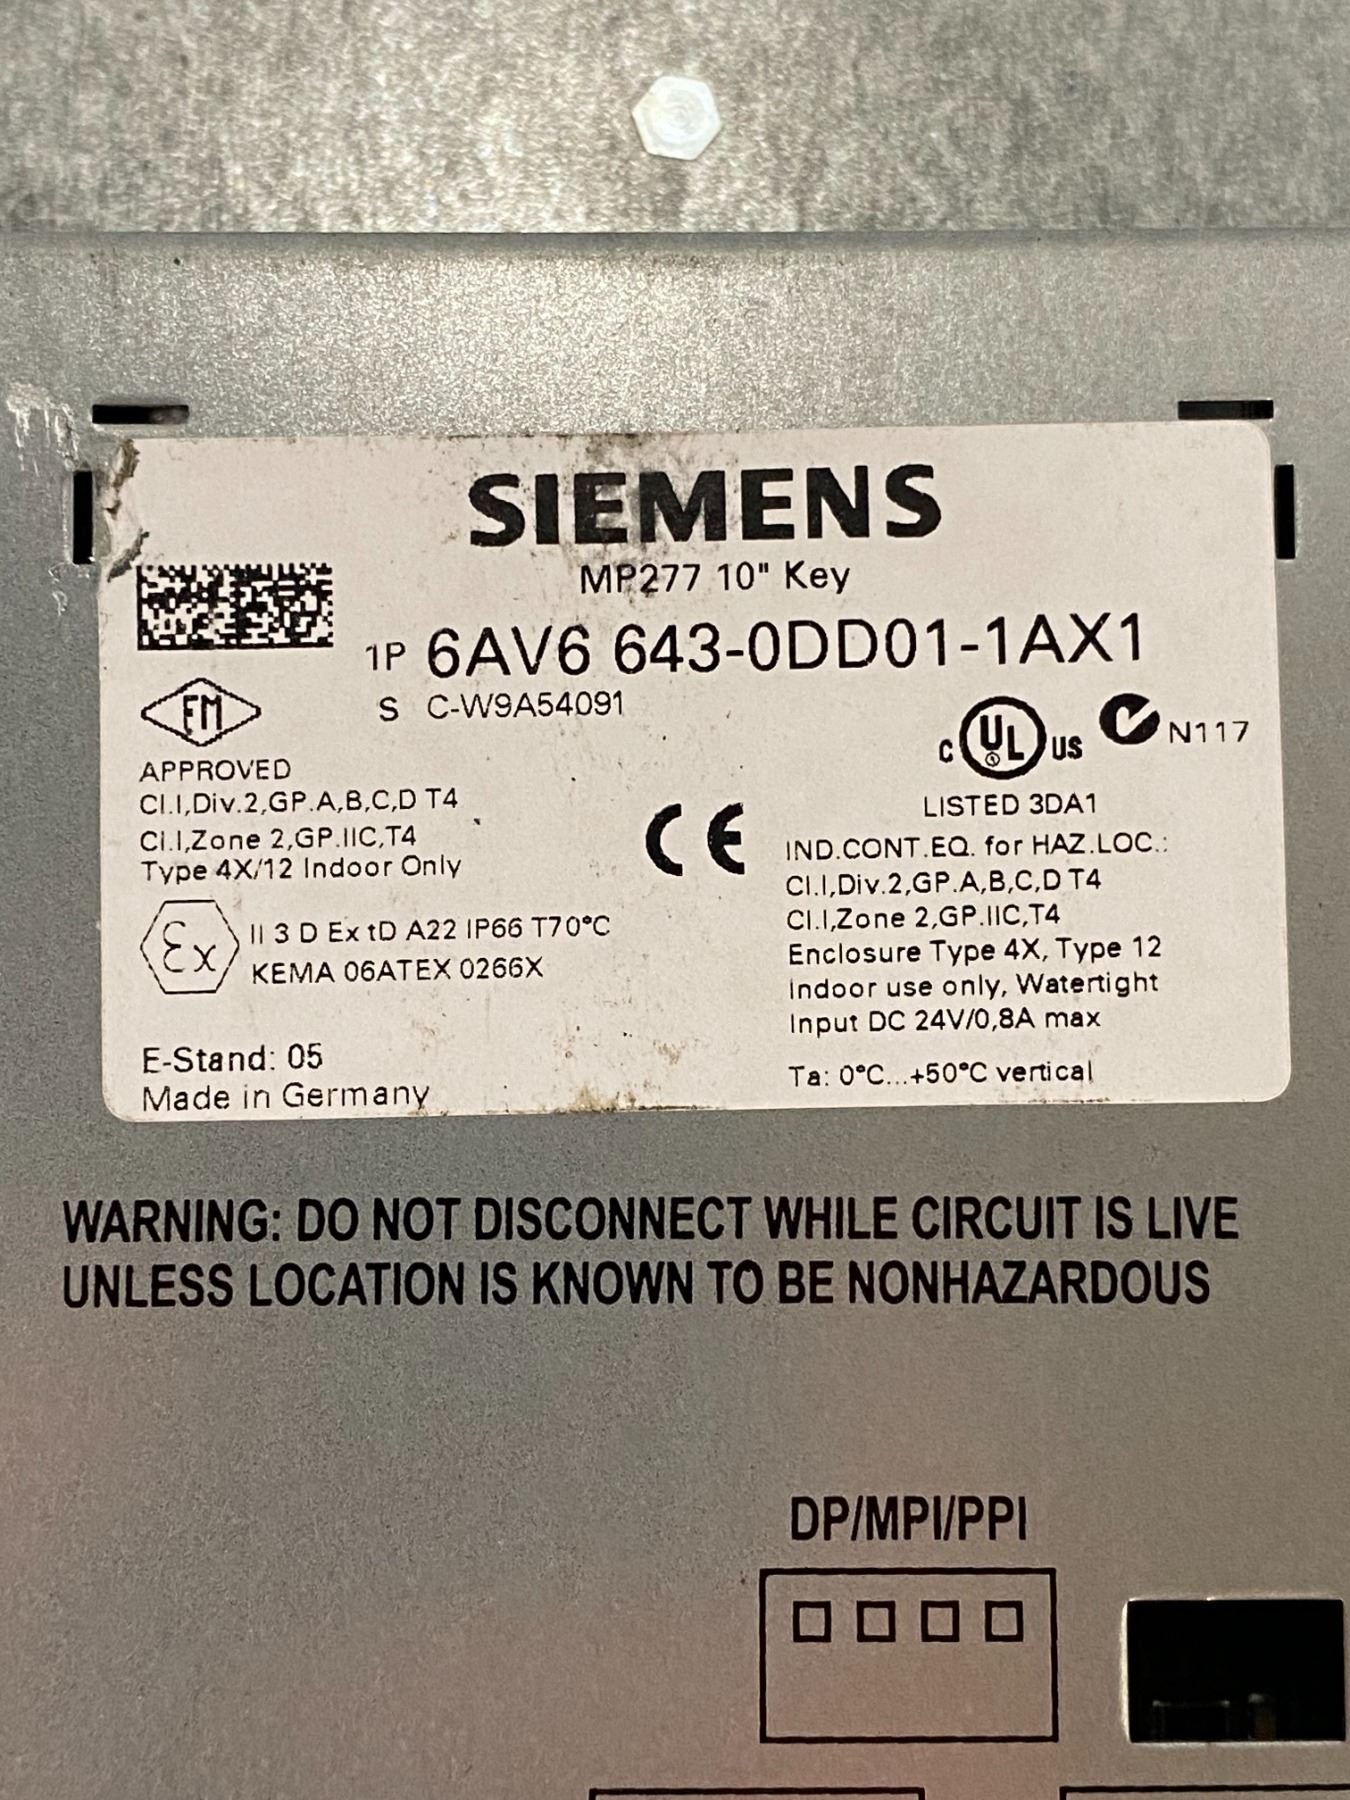 SIEMENS
MP277 10" Key
1P 6AV6 643-0DD01-1AX1
S C-W9A54091
FM
APPROVED
Cl.I,Div.2,GP.A,B,C,D T4
Cl.I,Zone 2,GP.IIC,T4
Type 4X/12 Indoor Only
CE
C UL US N117
LISTED 3DA1
IND.CONT.EQ. for HAZ.LOC.:
Cl.I,Div.2,GP.A,B,C,D T4
Cl.I,Zone 2,GP.IIC,T4
Enclosure Type 4X, Type 12
Indoor use only, Watertight
Input DC 24V/0,8A max
Ta: 0°C...+50°C vertical
Ex II 3 D Ex tD A22 IP66 T70°C
KEMA 06ATEX 0266X
E-Stand: 05
Made in Germany
WARNING: DO NOT DISCONNECT WHILE CIRCUIT IS LIVE
UNLESS LOCATION IS KNOWN TO BE NONHAZARDOUS
DP/MPI/PPI